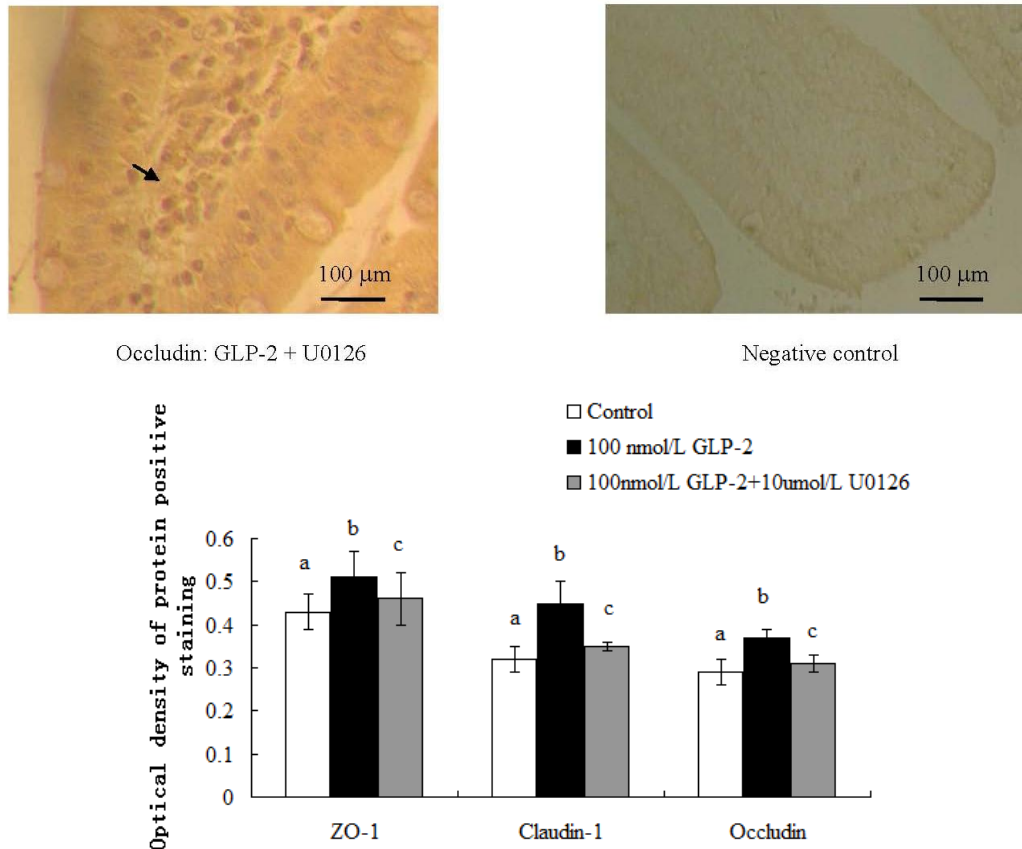 100 μm
100 μm
Occludin: GLP-2 + U0126
Negative control
Control
100 nmol/L GLP-2
100nmol/L GLP-2+10umol/L U0126
Optical density of protein positive
staining
0.6
0.5
0.4
0.3
0.2
0.1
0
a
b
c
a
b
c
a
b
c
ZO-1
Claudin-1
Occludin